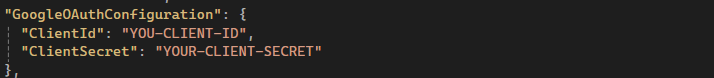 "GoogleOAuthConfiguration": {
"ClientId": "YOU-CLIENT-ID",
"ClientSecret": "YOUR-CLIENT-SECRET"
},